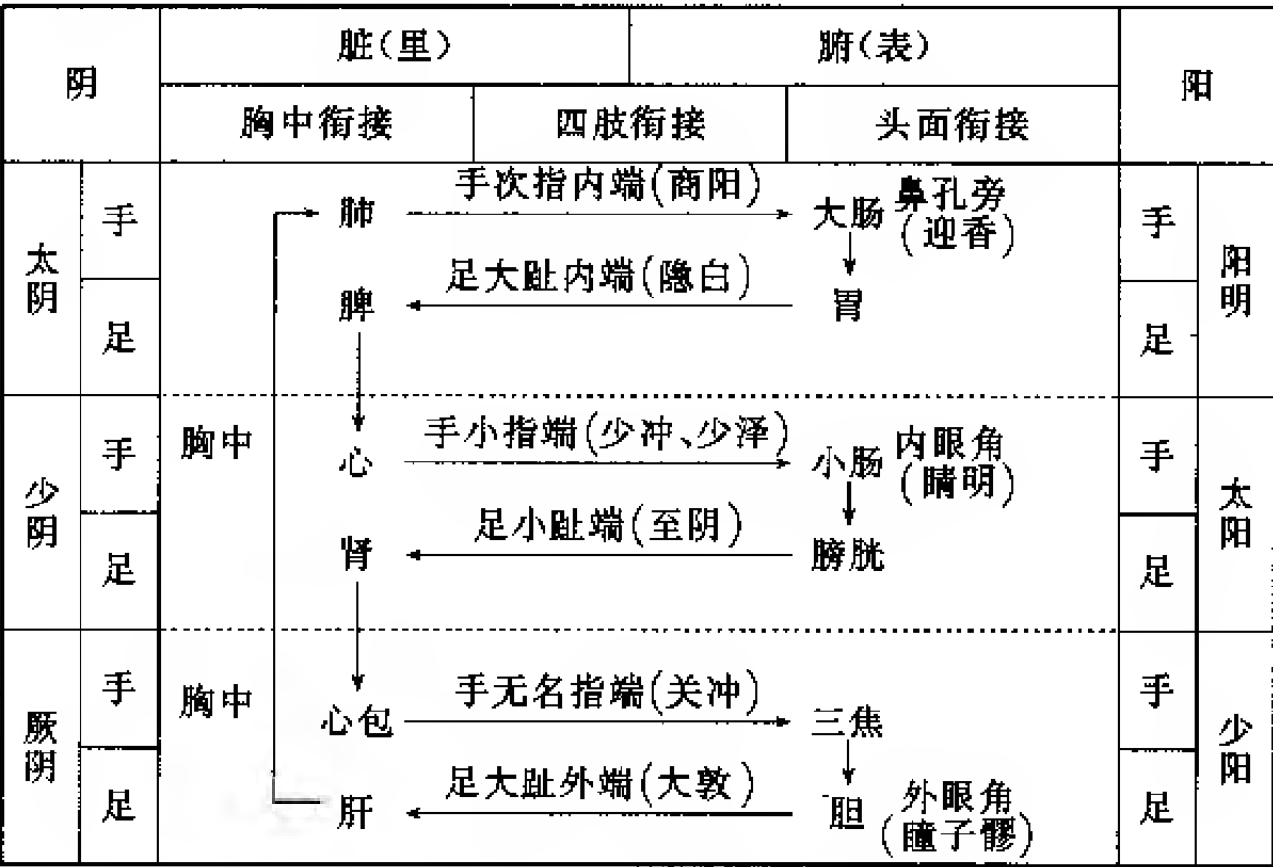 阴
脏(里)
腑(表)
阳
胸中衔接
四肢衔接
头面衔接
太阴
手
足
肺
手次指内端(商阳)
大肠
鼻孔旁
(迎香)
脾
足大趾内端(隐白)
胃
手
足
阳明
少阴
手
足
胸中
心
手小指端(少冲、少泽)
小肠
内眼角
(睛明)
肾
足小趾端(至阴)
膀胱
手
足
太阳
厥阴
手
足
胸中
心包
手无名指端(关冲)
三焦
肝
足大趾外端(大敦)
胆
外眼角
(瞳子髎)
手
足
少阳